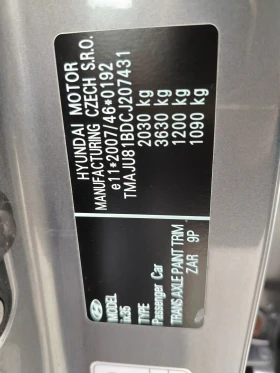 HYUNDAI MOTOR
MANUFACTURING CZECH S.R.O.
e11*2007/46*0192
TMAJU81BDCJ207431
2030 kg
3630 kg
1200 kg
1090 kg
MODEL
ix35
TYPE
Passenger Car
TRANS AXLE PAINT TRIM
ZAR 9P